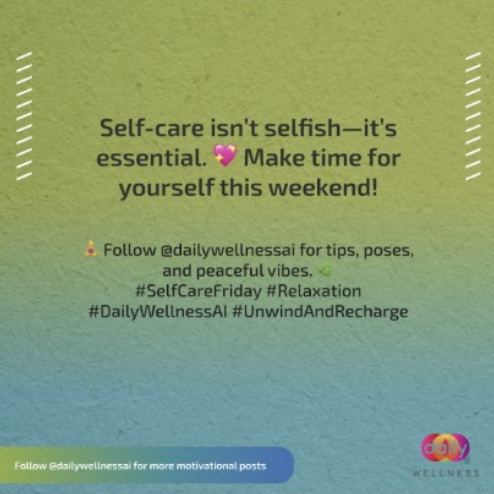 Self-care isn't selfish—it's
essential. 💖 Make time for
yourself this weekend!
🧘 Follow @dailywellnessai for tips, poses,
and peaceful vibes. 🌿
#SelfCareFriday #Relaxation
#DailyWellnessAI #UnwindAndRecharge
Follow @dailywellnessai for more motivational posts
daily
WELLNESS